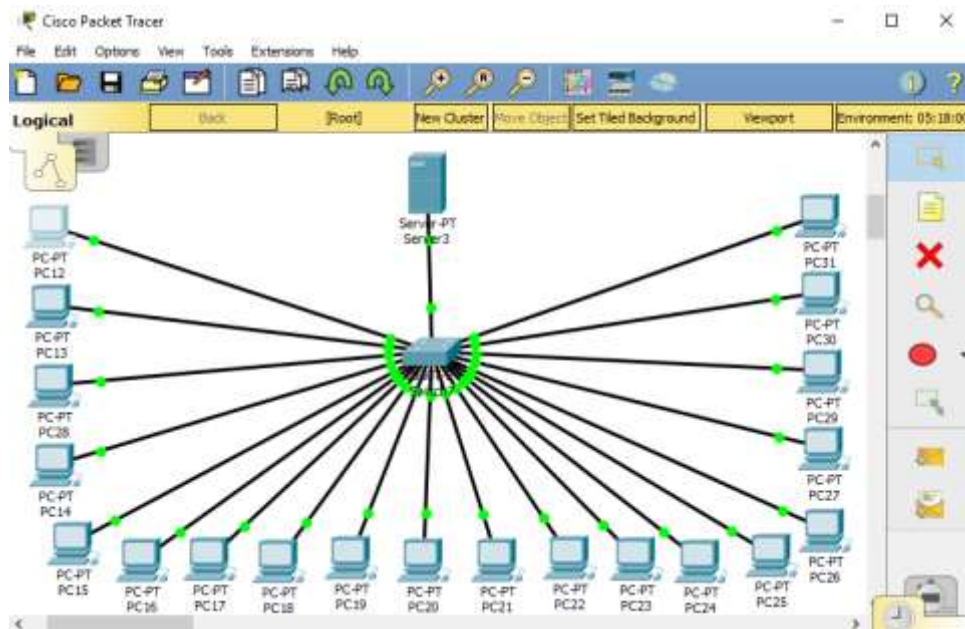 Cisco Packet Tracer
File Edit Options View Tools Extensions Help
Logical Back [Root] New Cluster Move Object Set Tiled Background Viewport Environment: 05:18:00
Server-PT
Server3
PC-PT
PC12
PC-PT
PC13
PC-PT
PC28
PC-PT
PC14
PC-PT
PC15
PC-PT
PC16
PC-PT
PC17
PC-PT
PC18
PC-PT
PC19
PC-PT
PC20
PC-PT
PC21
PC-PT
PC22
PC-PT
PC23
PC-PT
PC24
PC-PT
PC25
PC-PT
PC26
PC-PT
PC27
PC-PT
PC29
PC-PT
PC30
PC-PT
PC31